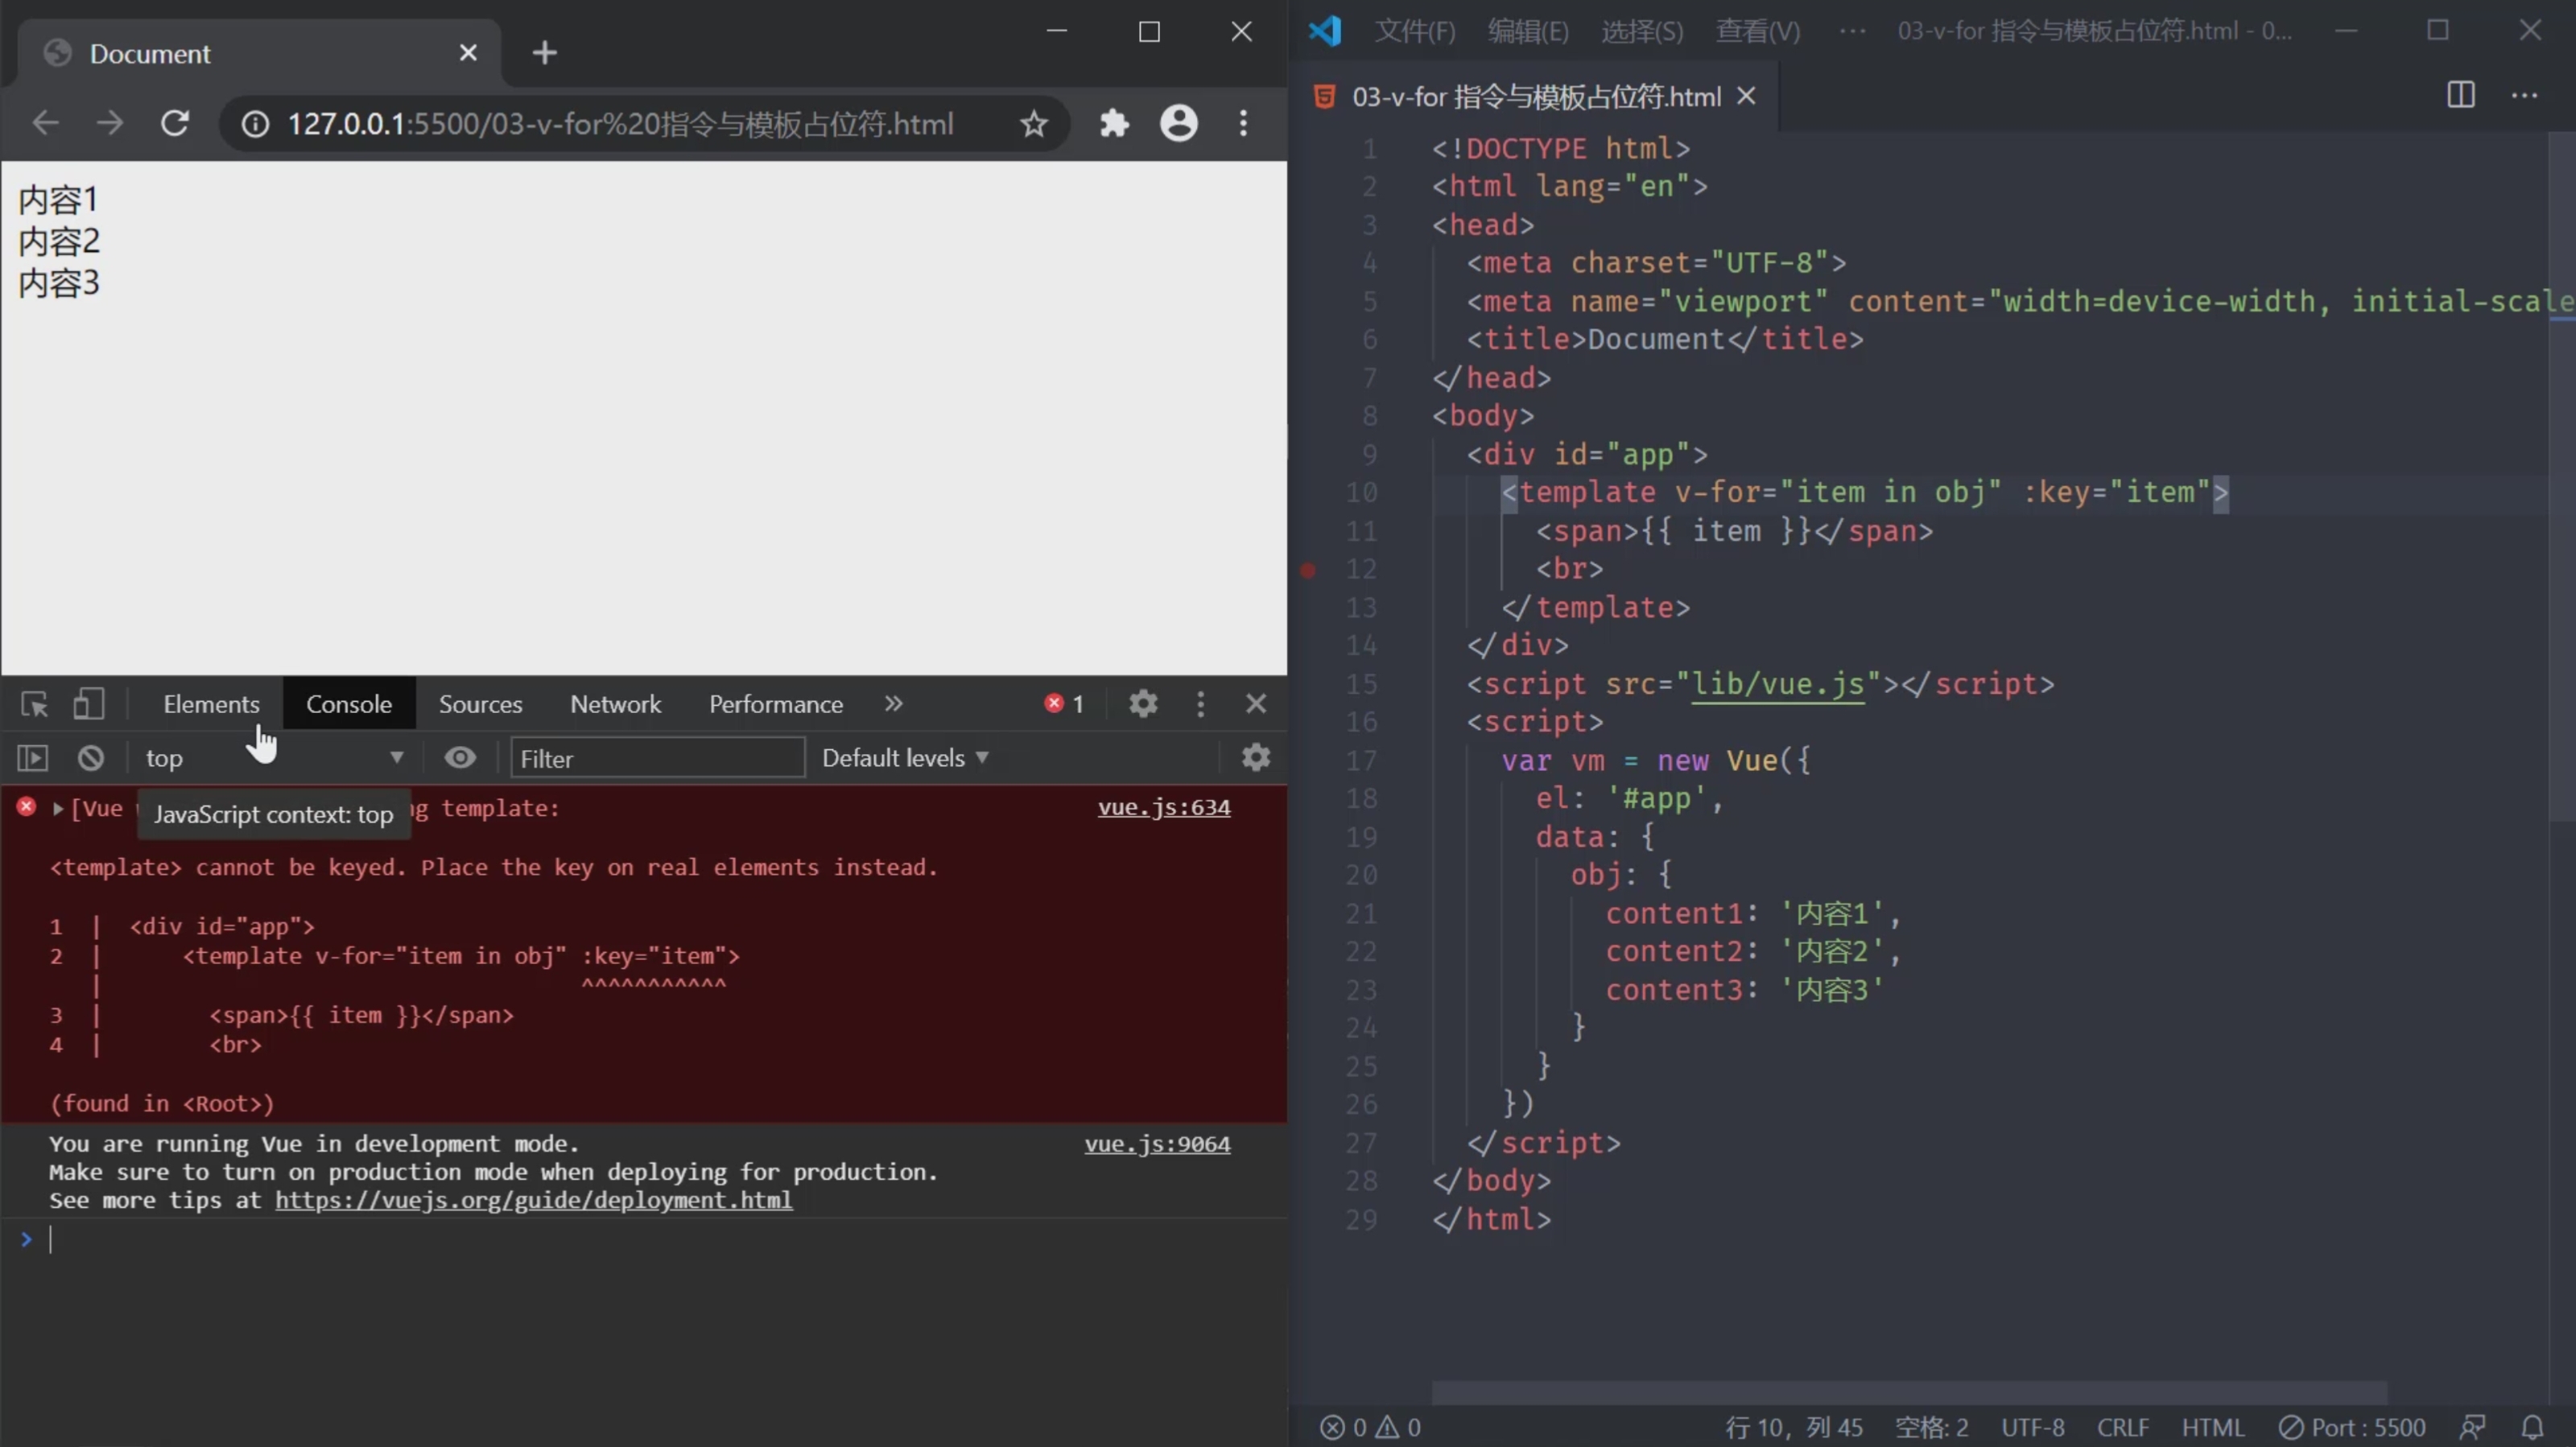 Document
127.0.0.1:5500/03-v-for%20指令与模板占位符.html
内容1
内容2
内容3
Elements Console Sources Network Performance » 1
top Filter Default levels
[Vue g template: vue.js:634
JavaScript context: top
<template> cannot be keyed. Place the key on real elements instead.
1 | <div id="app">
2 | <template v-for="item in obj" :key="item">
| ^^^^^^^^^^^
3 | <span>{{ item }}</span>
4 | <br>
(found in <Root>)
You are running Vue in development mode. vue.js:9064
Make sure to turn on production mode when deploying for production.
See more tips at https://vuejs.org/guide/deployment.html
>
文件(F) 编辑(E) 选择(S) 查看(V) ··· 03-v-for 指令与模板占位符.html - 0...
03-v-for 指令与模板占位符.html
1 <!DOCTYPE html>
2 <html lang="en">
3 <head>
4 <meta charset="UTF-8">
5 <meta name="viewport" content="width=device-width, initial-scale
6 <title>Document</title>
7 </head>
8 <body>
9 <div id="app">
10 <template v-for="item in obj" :key="item">
11 <span>{{ item }}</span>
12 <br>
13 </template>
14 </div>
15 <script src="lib/vue.js"></script>
16 <script>
17 var vm = new Vue({
18 el: '#app',
19 data: {
20 obj: {
21 content1: '内容1',
22 content2: '内容2',
23 content3: '内容3'
24 }
25 }
26 })
27 </script>
28 </body>
29 </html>
0 0 行 10，列 45 空格: 2 UTF-8 CRLF HTML Port : 5500